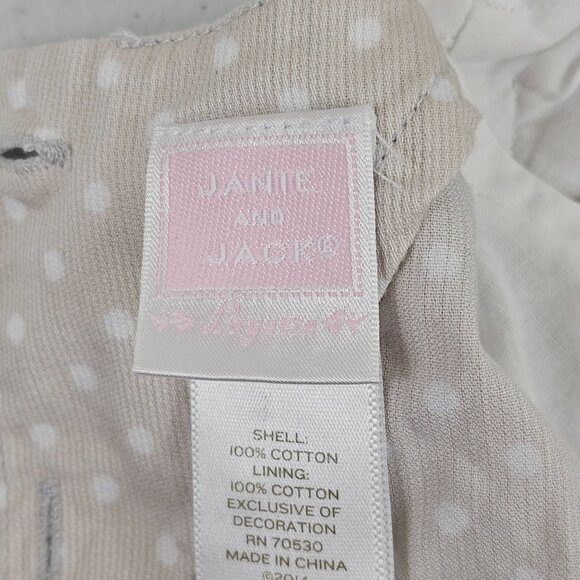 JANIE
AND
JACK®
Layette
SHELL:
100% COTTON
LINING:
100% COTTON
EXCLUSIVE OF
DECORATION
RN 70530
MADE IN CHINA
©2014